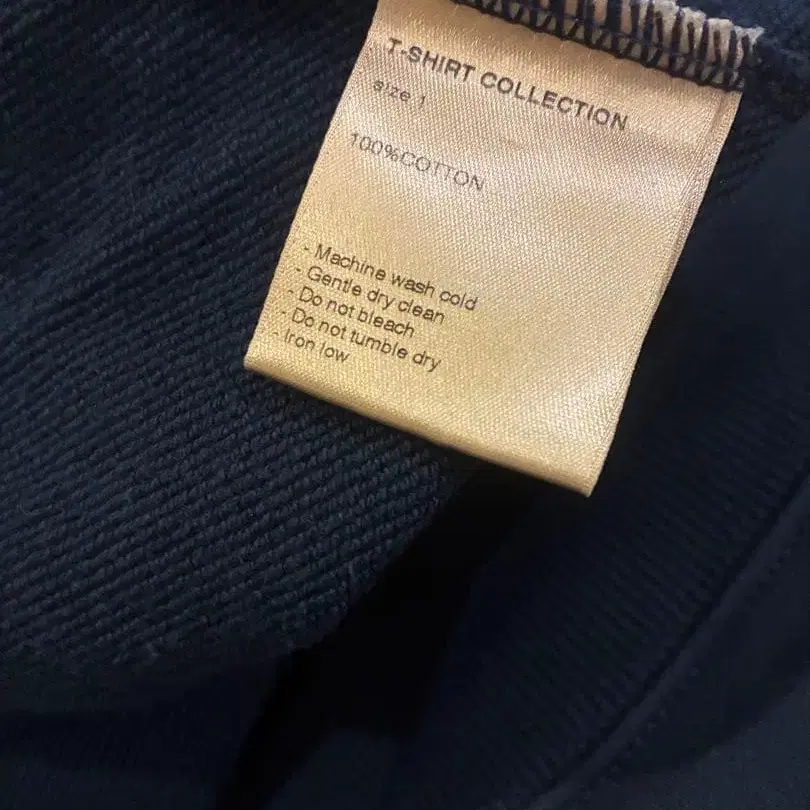 T-SHIRT COLLECTION
size 1
100%COTTON
- Machine wash cold
- Gentle dry clean
- Do not bleach
- Do not tumble dry
- Iron low